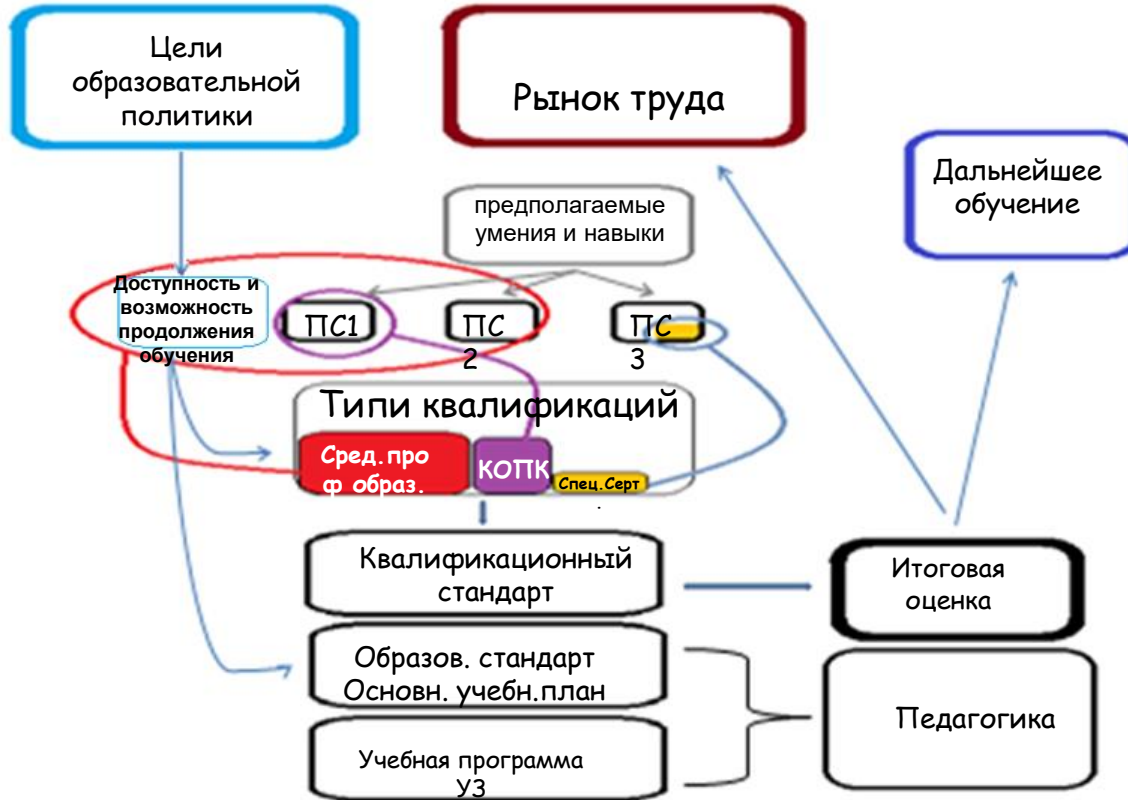 Цели
образовательной
политики
Рынок труда
Дальнейшее
обучение
предполагаемые
умения и навыки
Доступность и
возможность
продолжения
обучения
ПС1
ПС
2
ПС
3
Типи квалификаций
Сред.про
ф образ.
КОПК
Спец.Серт
.
Квалификационный
стандарт
Итоговая
оценка
Образов. стандарт
Основн. учебн.план
Педагогика
Учебная программа
УЗ